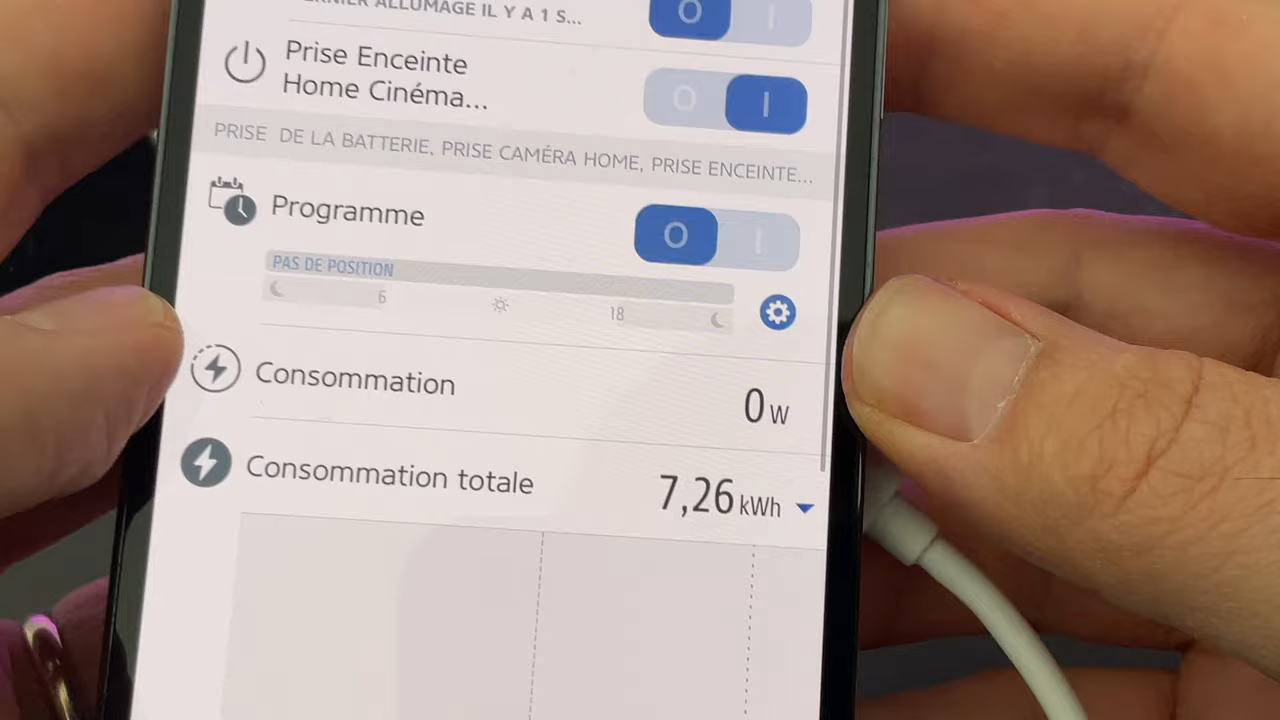 ALLUMAGE IL Y A 1 S...
O I
Prise Enceinte
Home Cinéma...
O I
PRISE DE LA BATTERIE, PRISE CAMÉRA HOME, PRISE ENCEINTE...
Programme
O I
PAS DE POSITION
6 18
Consommation
0 W
Consommation totale
7,26 kWh